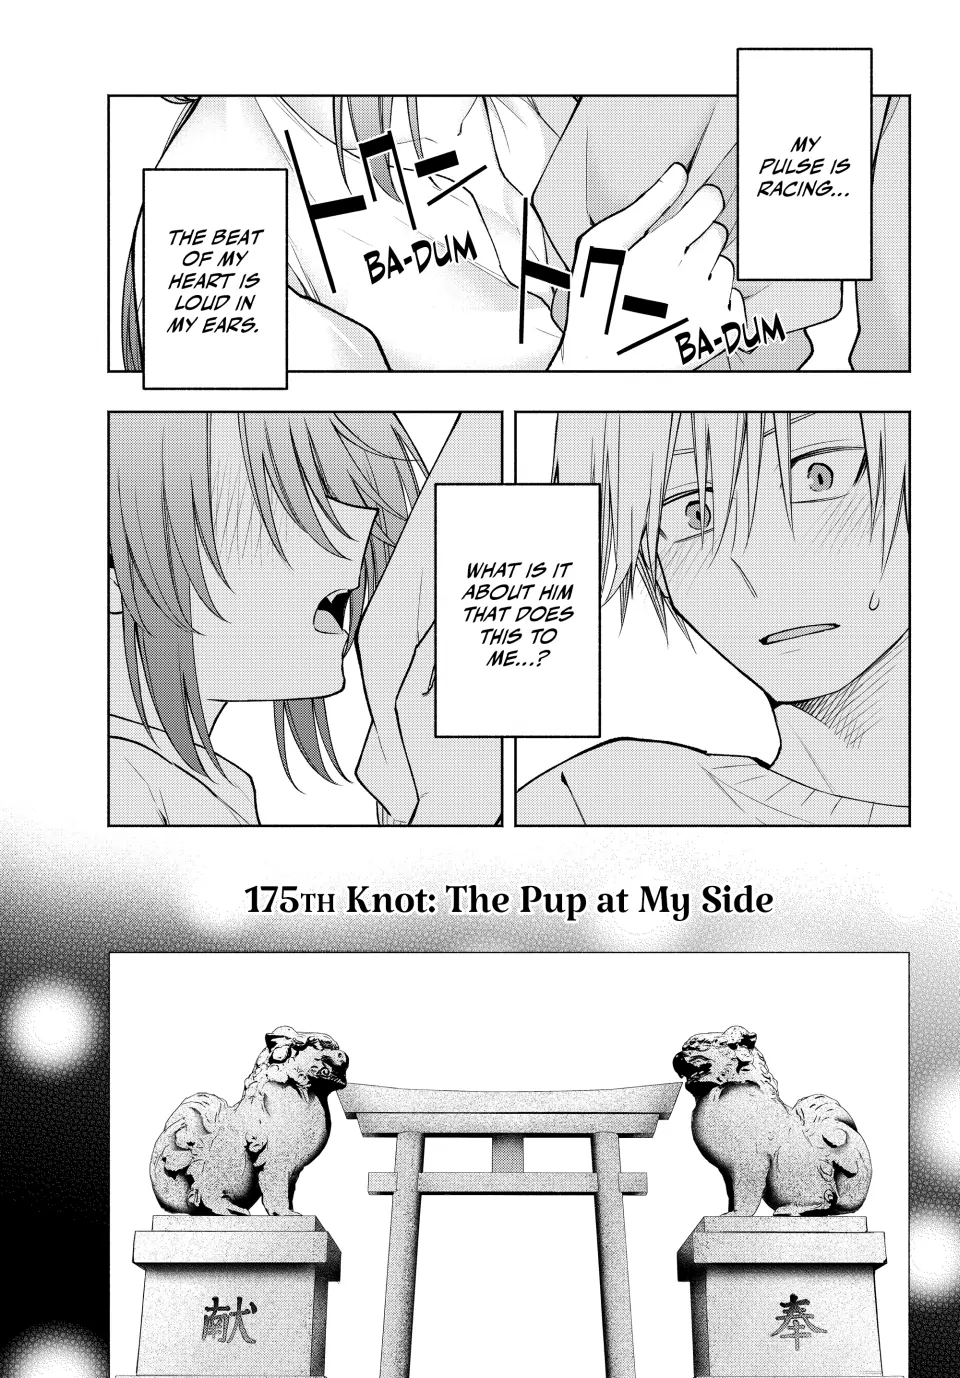 MY
PULSE IS
RACING...
THE BEAT
OF MY
HEART IS
LOUD IN
MY EARS.
ドクン
BA-DUM
ドクン
BA-DUM
WHAT IS IT
ABOUT HIM
THAT DOES
THIS TO
ME...?
175TH Knot: The Pup at My Side
献
奉